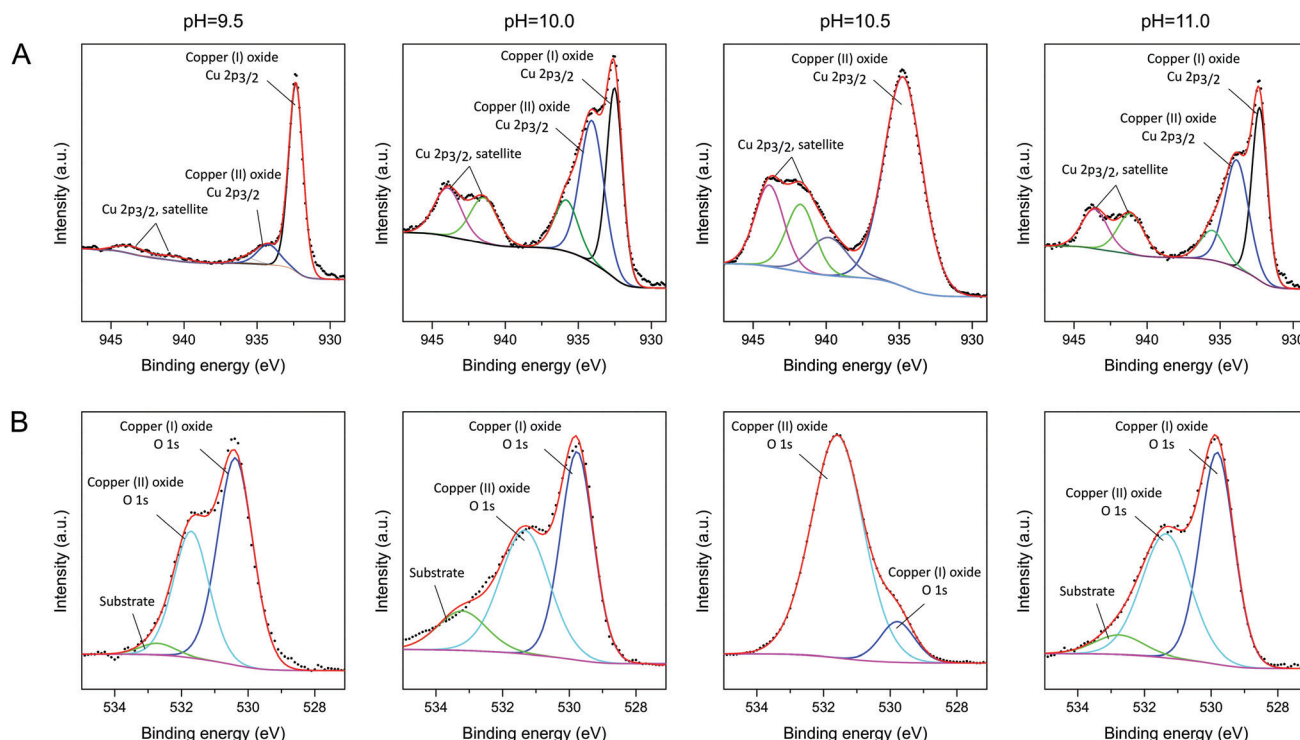 pH=9.5
pH=10.0
pH=10.5
pH=11.0
A
Copper (I) oxide
Cu 2p3/2
Copper (II) oxide
Cu 2p3/2
Cu 2p3/2, satellite
Intensity (a.u.)
945
940
935
930
Binding energy (eV)
Copper (I) oxide
Cu 2p3/2
Copper (II) oxide
Cu 2p3/2
Cu 2p3/2, satellite
Intensity (a.u.)
945
940
935
930
Binding energy (eV)
Copper (II) oxide
Cu 2p3/2
Cu 2p3/2, satellite
Intensity (a.u.)
945
940
935
930
Binding energy (eV)
Copper (I) oxide
Cu 2p3/2
Copper (II) oxide
Cu 2p3/2
Cu 2p3/2, satellite
Intensity (a.u.)
945
940
935
930
Binding energy (eV)
B
Copper (I) oxide
O 1s
Copper (II) oxide
O 1s
Substrate
Intensity (a.u.)
534
532
530
528
Binding energy (eV)
Copper (I) oxide
O 1s
Copper (II) oxide
O 1s
Substrate
Intensity (a.u.)
534
532
530
528
Binding energy (eV)
Copper (II) oxide
O 1s
Copper (I) oxide
O 1s
Intensity (a.u.)
534
532
530
528
Binding energy (eV)
Copper (I) oxide
O 1s
Copper (II) oxide
O 1s
Substrate
Intensity (a.u.)
534
532
530
528
Binding energy (eV)